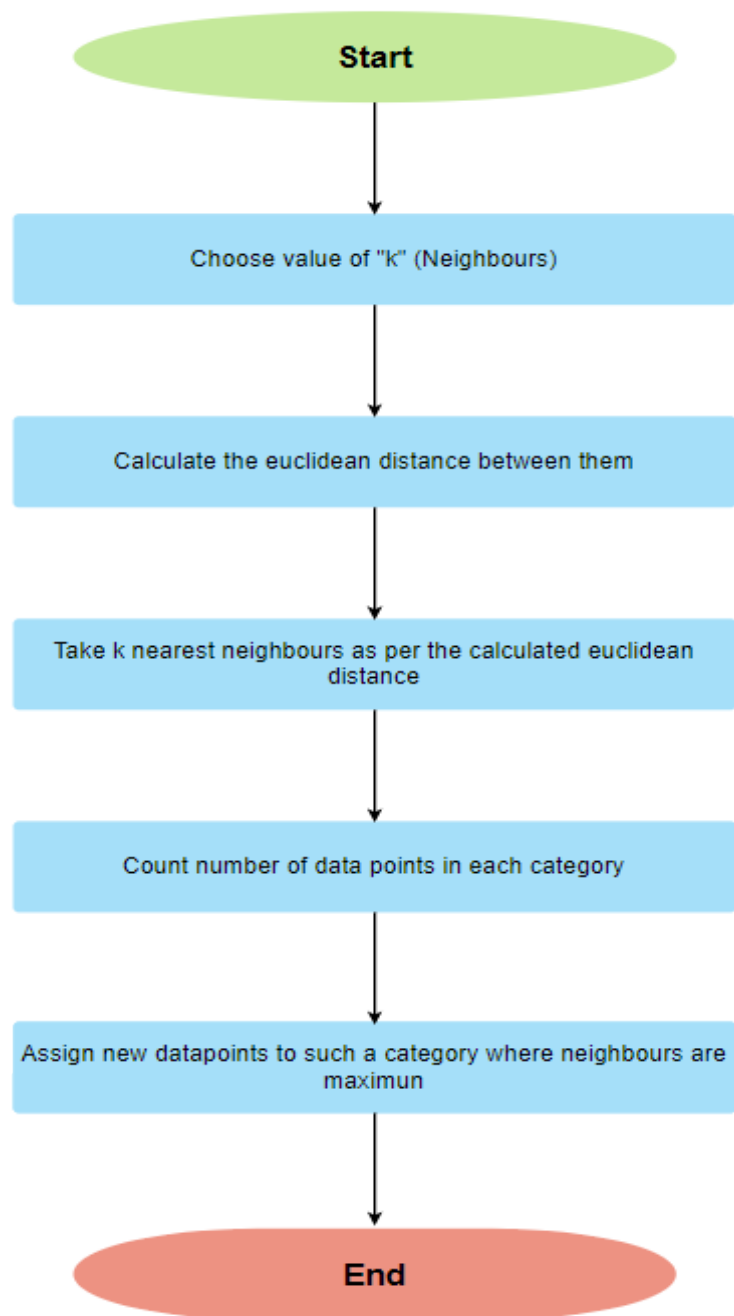 Start
Choose value of "k" (Neighbours)
Calculate the euclidean distance between them
Take k nearest neighbours as per the calculated euclidean
distance
Count number of data points in each category
Assign new datapoints to such a category where neighbours are
maximun
End